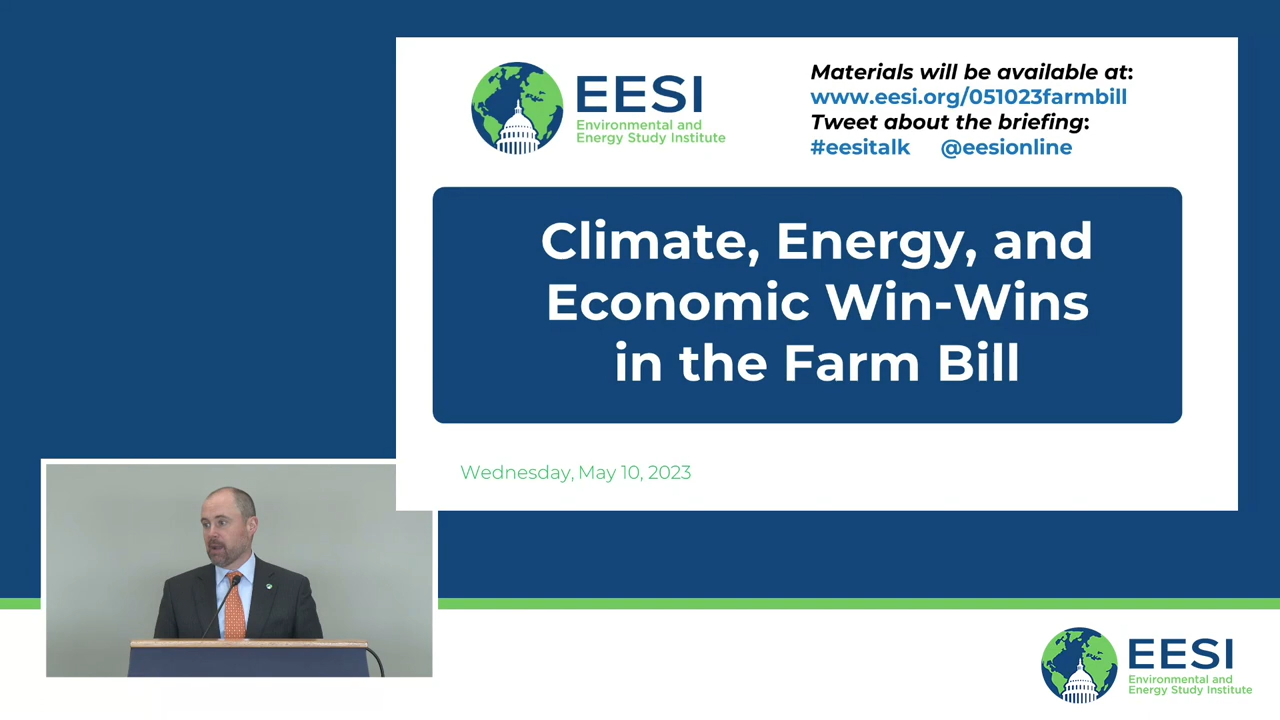 EESI
Environmental and
Energy Study Institute
Materials will be available at:
www.eesi.org/051023farmbill
Tweet about the briefing:
#eesitalk @eesionline
Climate, Energy, and
Economic Win-Wins
in the Farm Bill
Wednesday, May 10, 2023
EESI
Environmental and
Energy Study Institute